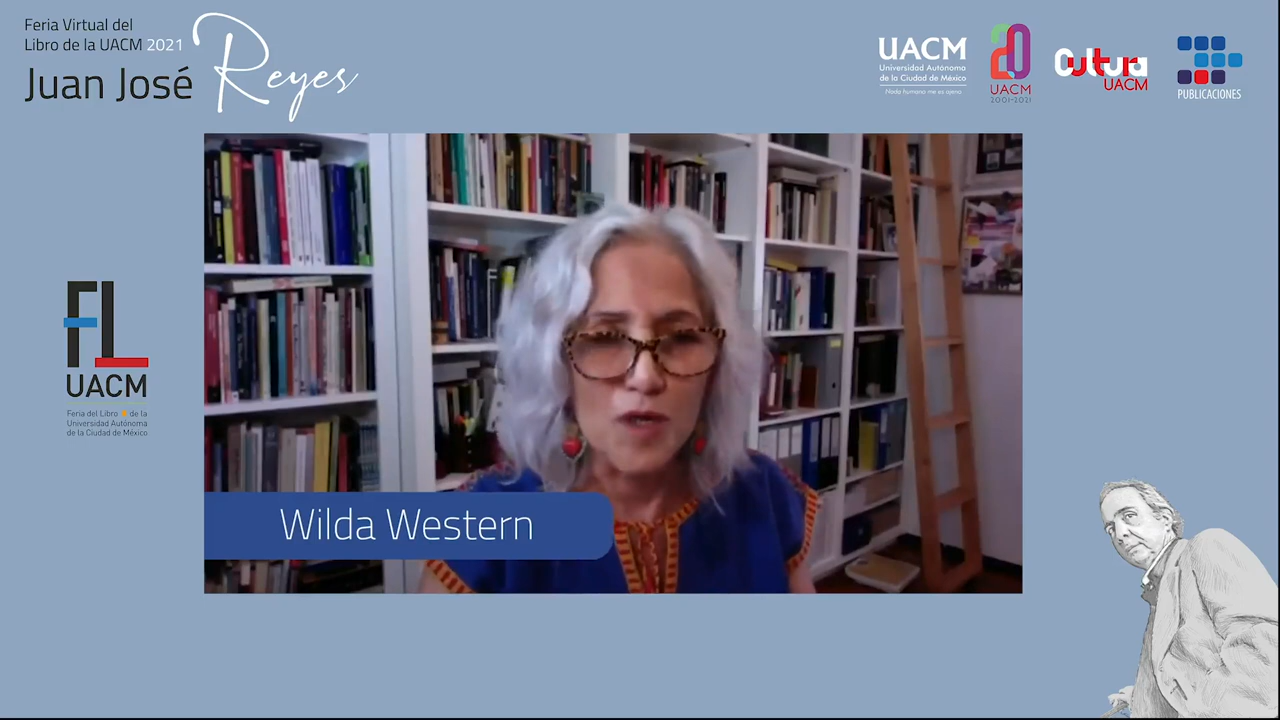 Feria Virtual del
Libro de la UACM 2021
Juan José Reyes
UACM
Universidad Autónoma
de la Ciudad de México
Nada humano me es ajeno.
20
UACM
2001-2021
Cultura
UACM
PUBLICACIONES
FL
UACM
Feria del Libro de la
Universidad Autónoma
de la Ciudad de México
Wilda Western